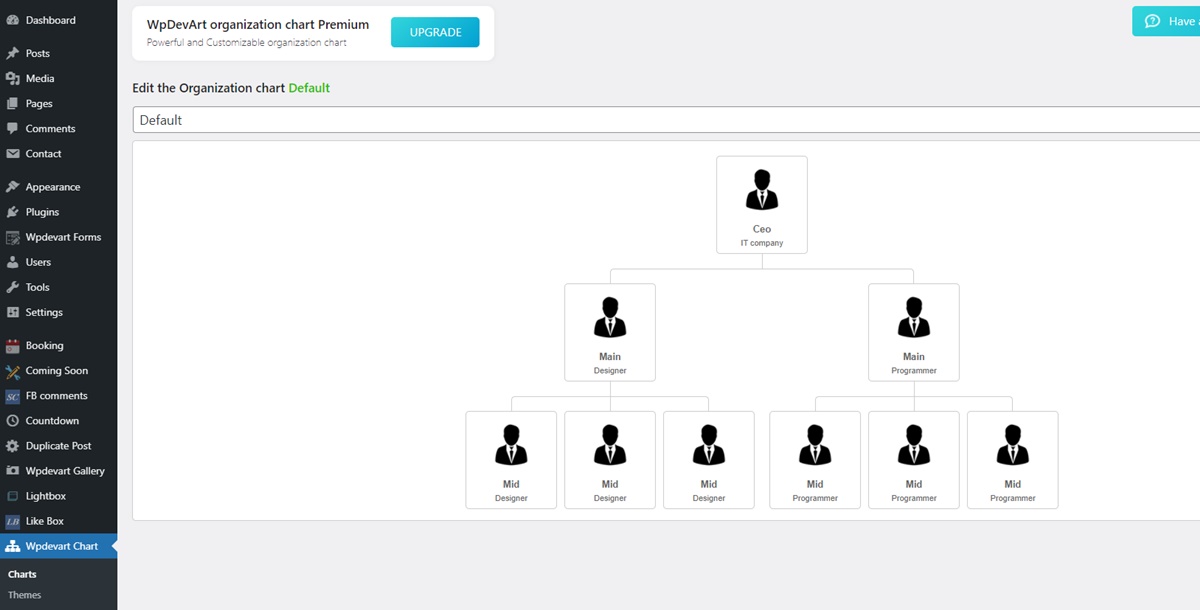 Dashboard
Posts
Media
Pages
Comments
Contact
Appearance
Plugins
Wpdevart Forms
Users
Tools
Settings
Booking
Coming Soon
SC FB comments
Countdown
Duplicate Post
Wpdevart Gallery
Lightbox
LB Like Box
Wpdevart Chart
Charts
Themes
WpDevArt organization chart Premium
Powerful and Customizable organization chart
UPGRADE
Have a
Edit the Organization chart Default
Default
Ceo
IT company
Main
Designer
Main
Programmer
Mid
Designer
Mid
Designer
Mid
Designer
Mid
Programmer
Mid
Programmer
Mid
Programmer